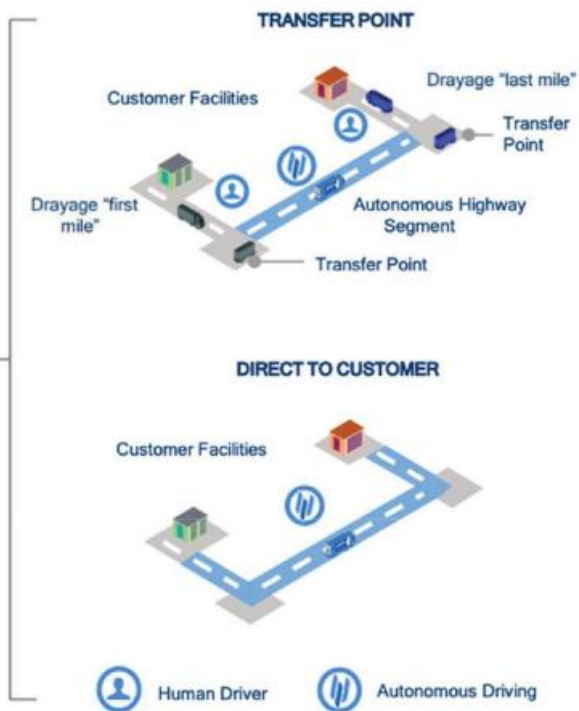 TRANSFER POINT
Drayage “last mile”
Customer Facilities
Transfer
Point
Drayage “first
mile”
Autonomous Highway
Segment
Transfer Point
DIRECT TO CUSTOMER
Customer Facilities
Human Driver
Autonomous Driving